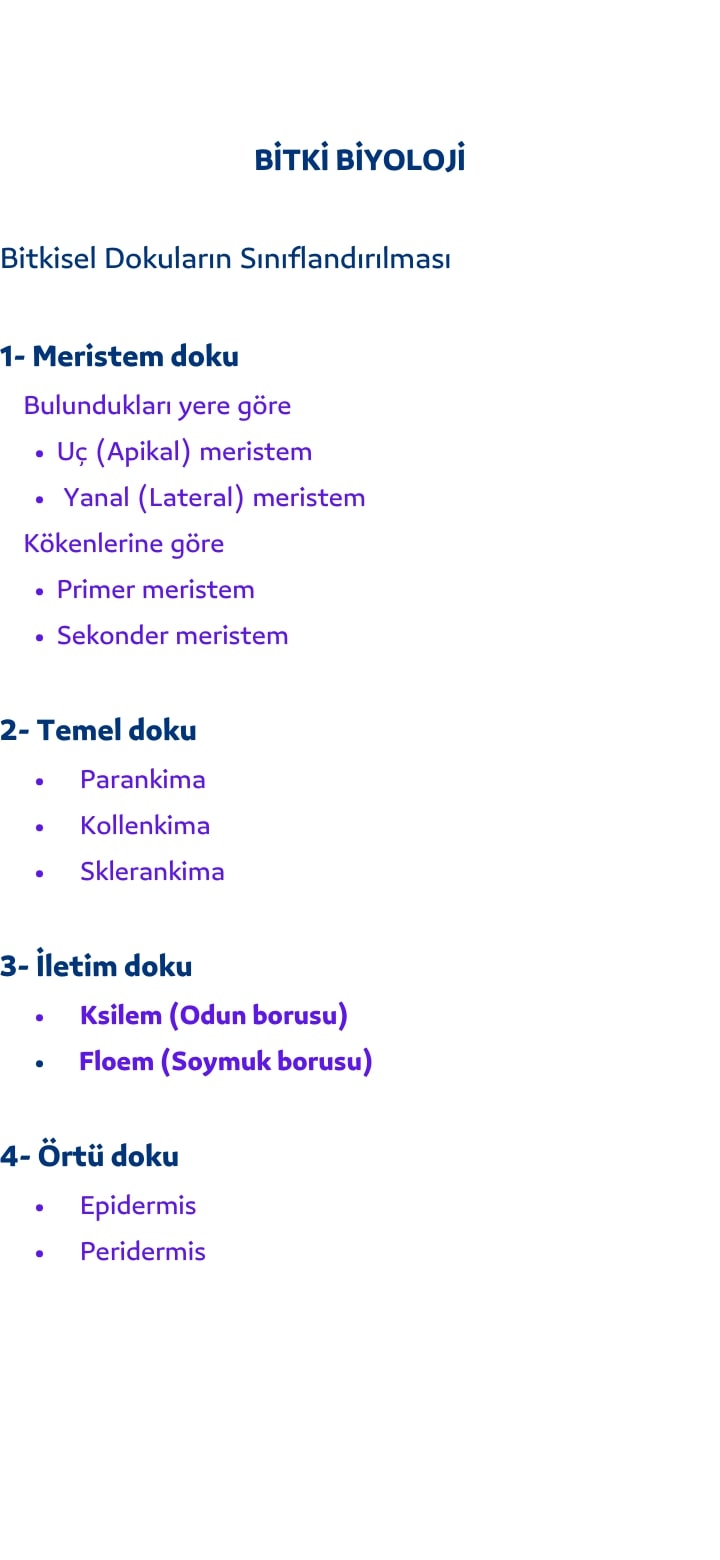 BİTKİ BİYOLOJİ
Bitkisel Dokuların Sınıflandırılması
1- Meristem doku
Bulundukları yere göre
• Uç (Apikal) meristem
• Yanal (Lateral) meristem
Kökenlerine göre
• Primer meristem
• Sekonder meristem
2- Temel doku
• Parankima
• Kollenkima
• Sklerankima
3- İletim doku
• Ksilem (Odun borusu)
• Floem (Soymuk borusu)
4- Örtü doku
• Epidermis
• Peridermis